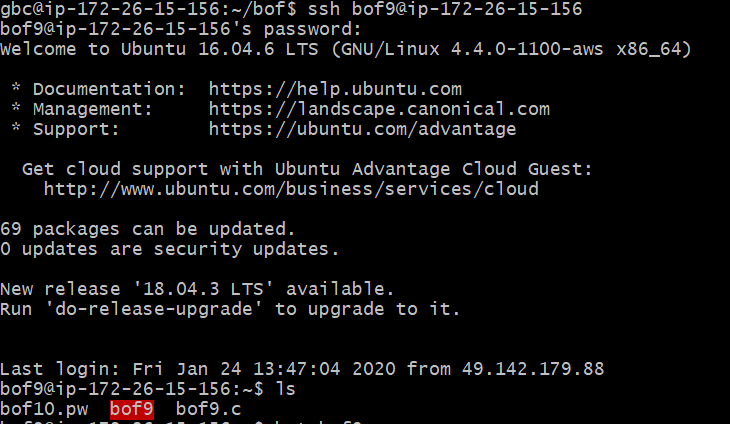 gbc@ip-172-26-15-156:~/bof$ ssh bof9@ip-172-26-15-156
bof9@ip-172-26-15-156's password:
Welcome to Ubuntu 16.04.6 LTS (GNU/Linux 4.4.0-1100-aws x86_64)
* Documentation: https://help.ubuntu.com
* Management: https://landscape.canonical.com
* Support: https://ubuntu.com/advantage
Get cloud support with Ubuntu Advantage Cloud Guest:
http://www.ubuntu.com/business/services/cloud
69 packages can be updated.
0 updates are security updates.
New release '18.04.3 LTS' available.
Run 'do-release-upgrade' to upgrade to it.
Last login: Fri Jan 24 13:47:04 2020 from 49.142.179.88
bof9@ip-172-26-15-156:~$ ls
bof10.pw bof9 bof9.c